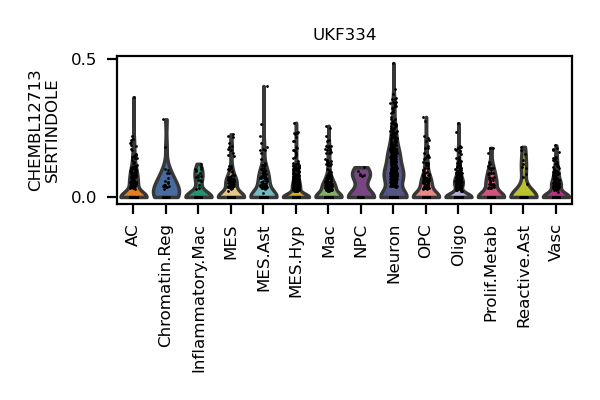 UKF334
CHEMBL12713
SERTINDOLE
0.5
0.0
AC
Chromatin.Reg
Inflammatory.Mac
MES
MES.Ast
MES.Hyp
Mac
NPC
Neuron
OPC
Oligo
Prolif.Metab
Reactive.Ast
Vasc